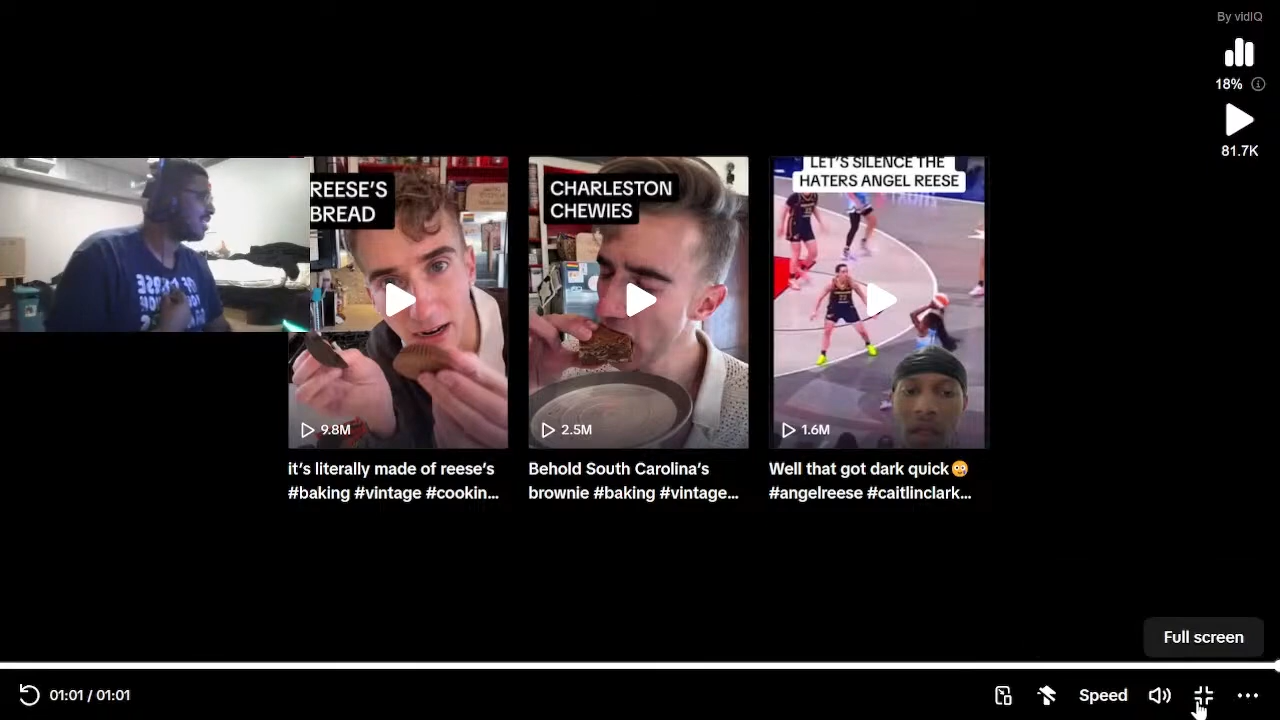 By vidIQ
18%
81.7K
REESE'S
BREAD
CHARLESTON
CHEWIES
LET'S SILENCE THE
HATERS ANGEL REESE
9.8M
2.5M
1.6M
it's literally made of reese's
#baking #vintage #cookin...
Behold South Carolina's
brownie #baking #vintage...
Well that got dark quick😳
#angelreese #caitlinclark...
Full screen
01:01 / 01:01
Speed